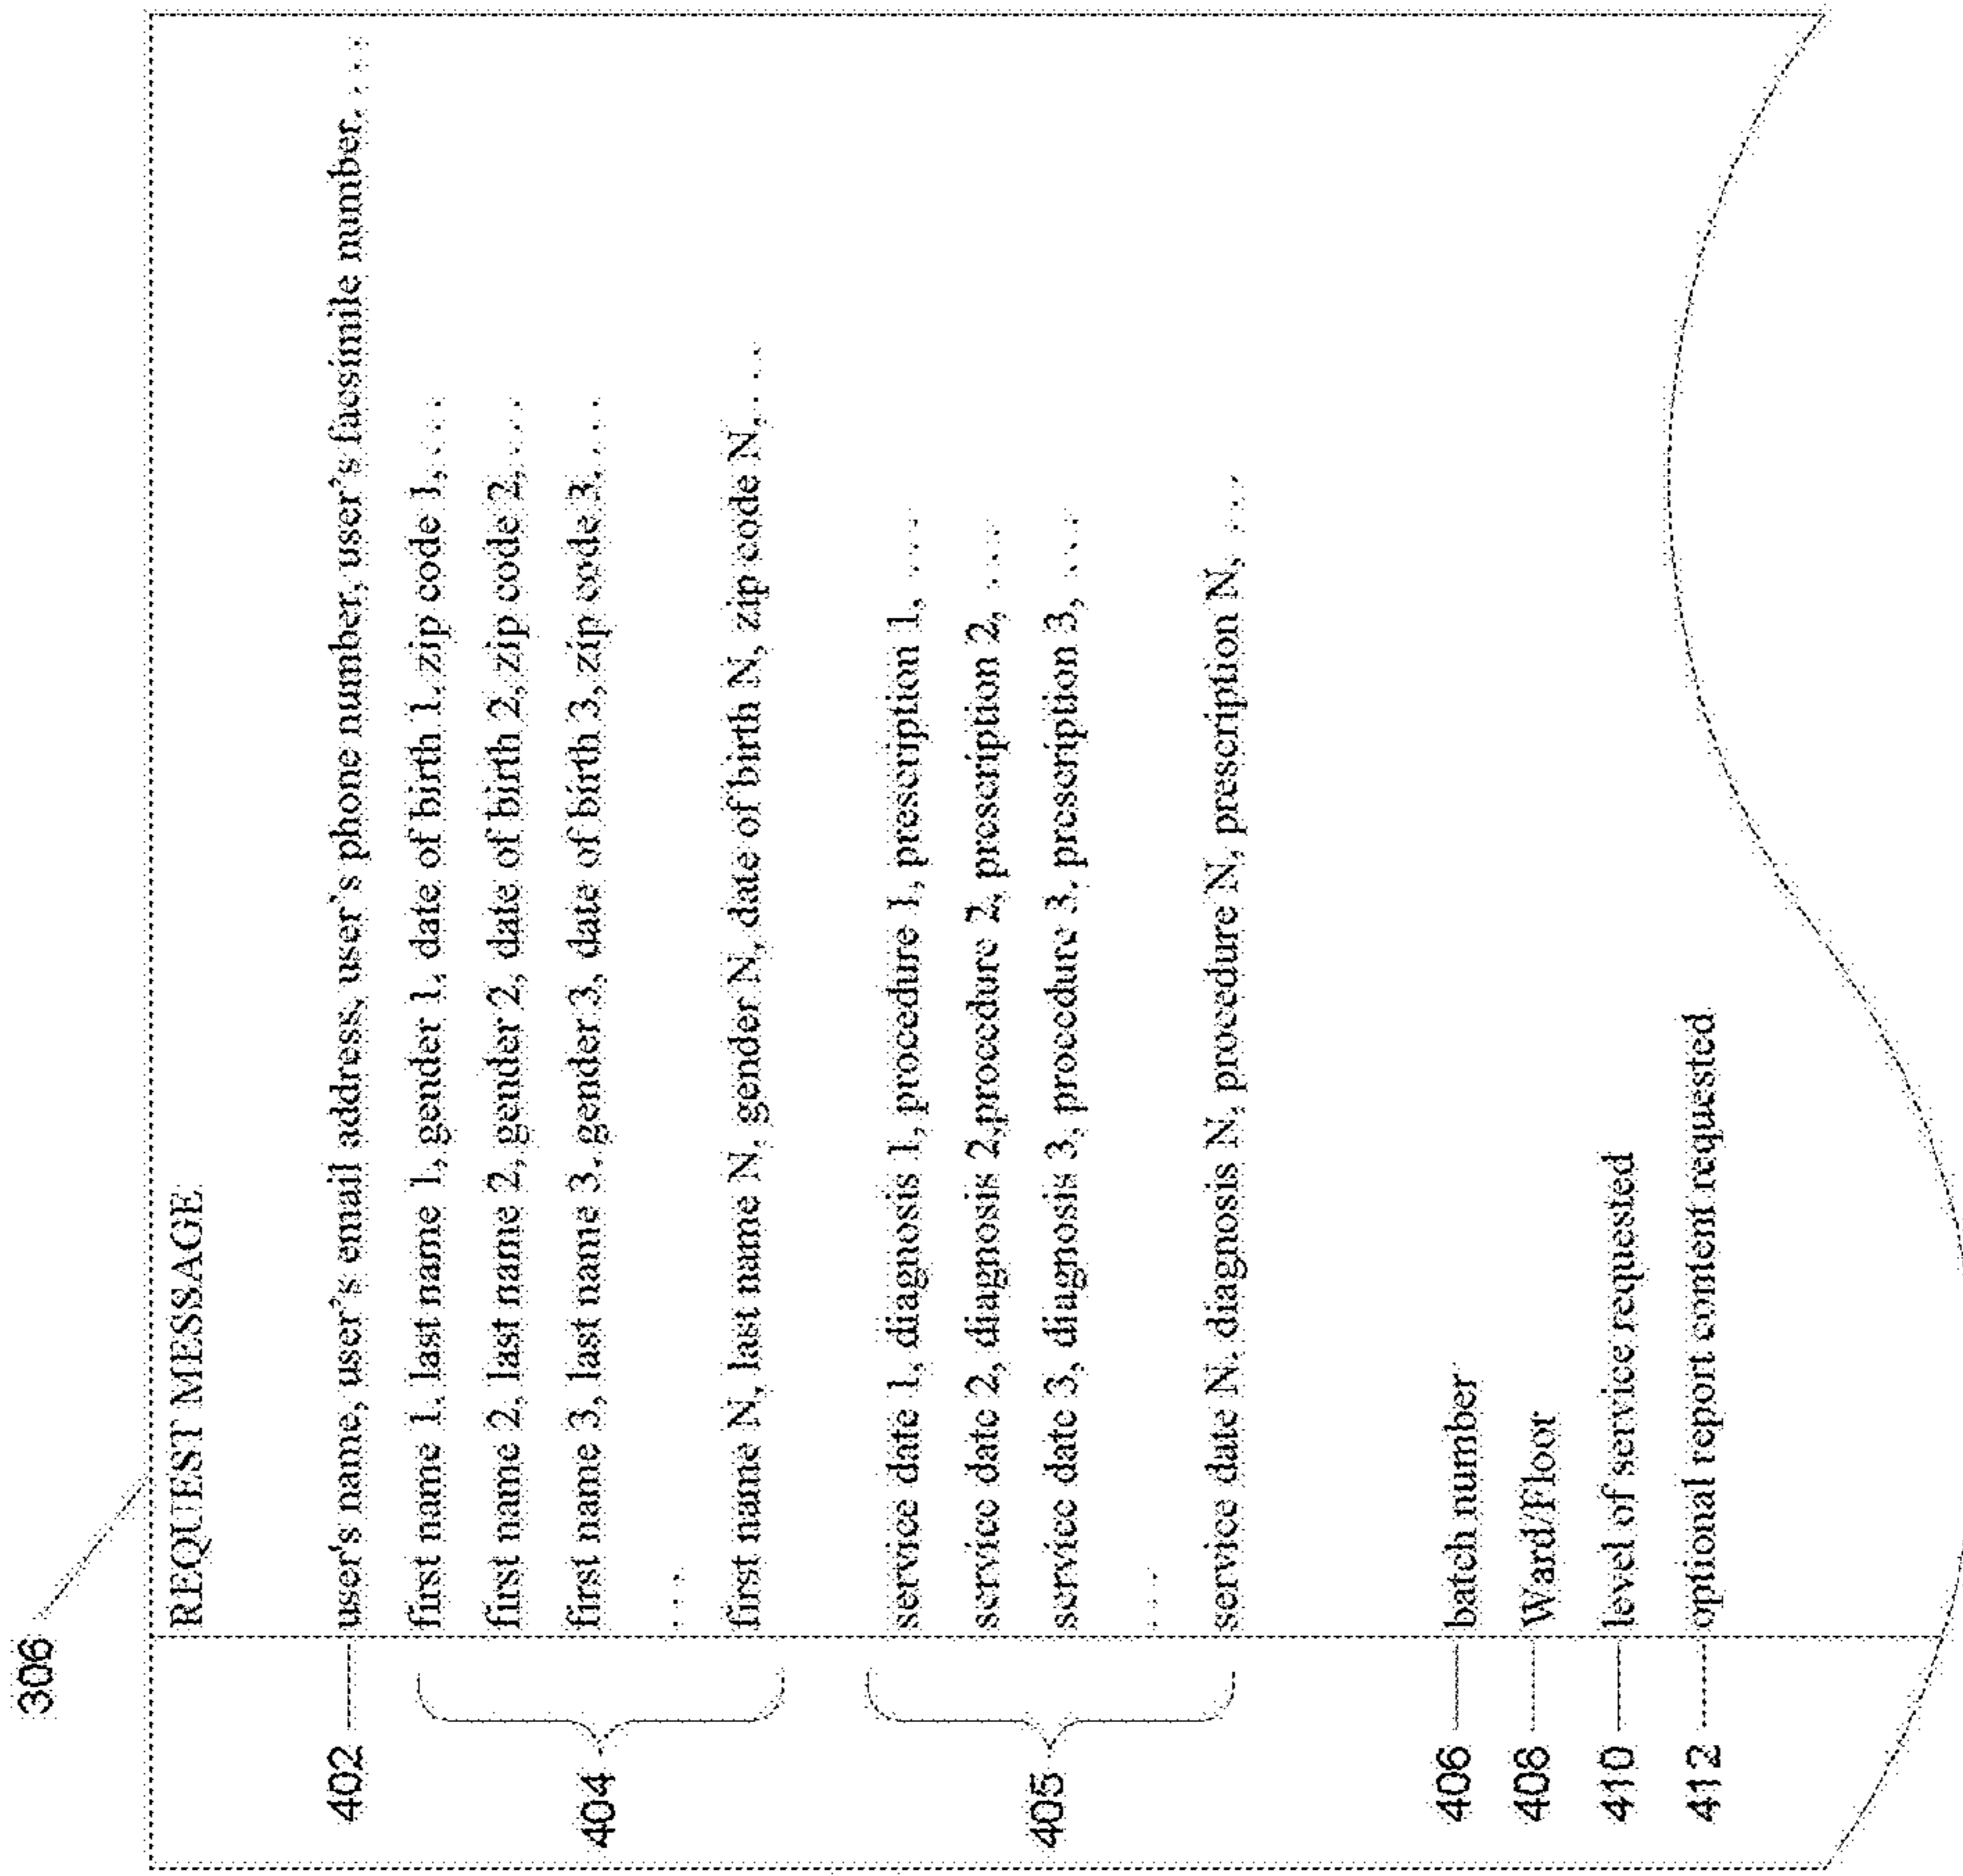 306
REQUEST MESSAGE
402 user's name, user's email address, user's phone number, user's facsimile number, ...
first name 1, last name 1, gender 1, date of birth 1, zip code 1, ...
first name 2, last name 2, gender 2, date of birth 2, zip code 2, ...
404 first name 3, last name 3, gender 3, date of birth 3, zip code 3, ...
...
first name N, last name N, gender N, date of birth N, zip code N, ...
service date 1, diagnosis 1, procedure 1, prescription 1, ...
service date 2, diagnosis 2,procedure 2, prescription 2, ...
405 service date 3, diagnosis 3, procedure 3, prescription 3, ...
...
service date N, diagnosis N, procedure N, prescription N, ...
406 batch number
408 Ward/Floor
410 level of service requested
412 optional report content requested